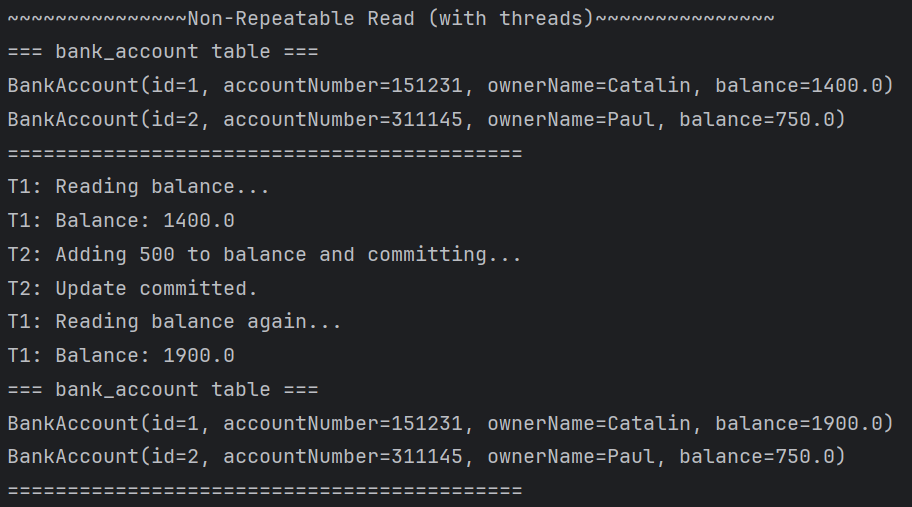 ~~~~~~~~~~~~~~~Non-Repeatable Read (with threads)~~~~~~~~~~~~~~~
=== bank_account table ===
BankAccount(id=1, accountNumber=151231, ownerName=Catalin, balance=1400.0)
BankAccount(id=2, accountNumber=311145, ownerName=Paul, balance=750.0)
===========================================
T1: Reading balance...
T1: Balance: 1400.0
T2: Adding 500 to balance and committing...
T2: Update committed.
T1: Reading balance again...
T1: Balance: 1900.0
=== bank_account table ===
BankAccount(id=1, accountNumber=151231, ownerName=Catalin, balance=1900.0)
BankAccount(id=2, accountNumber=311145, ownerName=Paul, balance=750.0)
===========================================